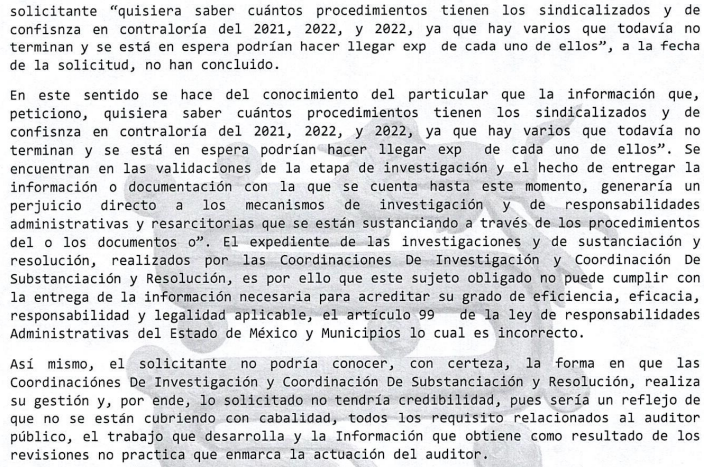 solicitante “quisiera saber cuántos procedimientos tienen los sindicalizados y de
confisnza en contraloría del 2021, 2022, y 2022, ya que hay varios que todavía no
terminan y se está en espera podrían hacer llegar exp de cada uno de ellos”, a la fecha
de la solicitud, no han concluido.
En este sentido se hace del conocimiento del particular que la información que,
peticiono, quisiera saber cuántos procedimientos tienen los sindicalizados y de
confisnza en contraloría del 2021, 2022, y 2022, ya que hay varios que todavía no
terminan y se está en espera podrían hacer llegar exp de cada uno de ellos”. Se
encuentran en las validaciones de la etapa de investigación y el hecho de entregar la
información o documentación con la que se cuenta hasta este momento, generaría un
perjuicio directo a los mecanismos de investigación y de responsabilidades
administrativas y resarcitorias que se están sustanciando a través de los procedimientos
del o los documentos o”. El expediente de las investigaciones y de sustanciación y
resolución, realizados por las Coordinaciones De Investigación y Coordinación De
Substanciación y Resolución, es por ello que este sujeto obligado no puede cumplir con
la entrega de la información necesaria para acreditar su grado de eficiencia, eficacia,
responsabilidad y legalidad aplicable, el artículo 99 de la ley de responsabilidades
Administrativas del Estado de México y Municipios lo cual es incorrecto.
Así mismo, el solicitante no podría conocer, con certeza, la forma en que las
Coordinaciónes De Investigación y Coordinación De Substanciación y Resolución, realiza
su gestión y, por ende, lo solicitado no tendría credibilidad, pues sería un reflejo de
que no se están cubriendo con cabalidad, todos los requisito relacionados al auditor
público, el trabajo que desarrolla y la Información que obtiene como resultado de los
revisiones no practica que enmarca la actuación del auditor.